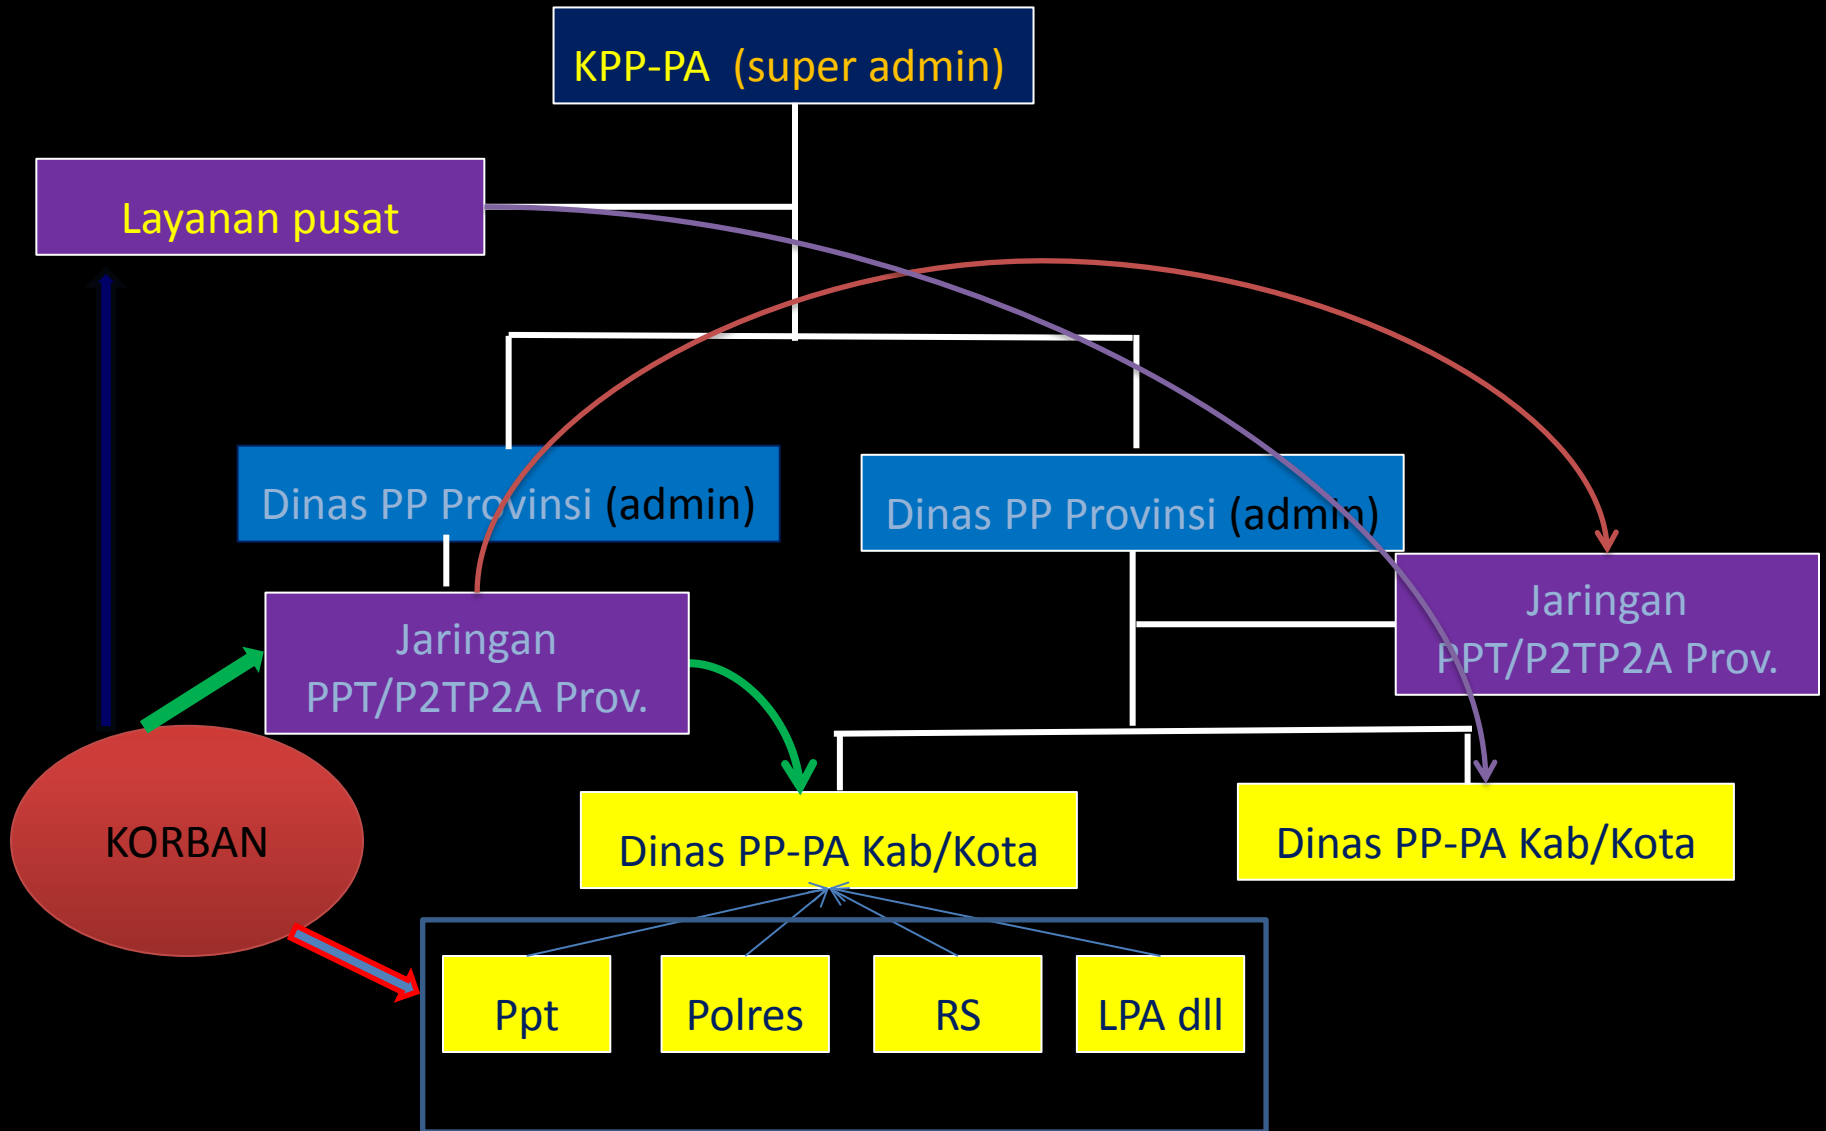 KPP-PA (super admin)
Layanan pusat
Dinas PP Provinsi (admin)
Dinas PP Provinsi (admin)
Jaringan
PPT/P2TP2A Prov.
Jaringan
PPT/P2TP2A Prov.
KORBAN
Dinas PP-PA Kab/Kota
Dinas PP-PA Kab/Kota
Ppt
Polres
RS
LPA dll